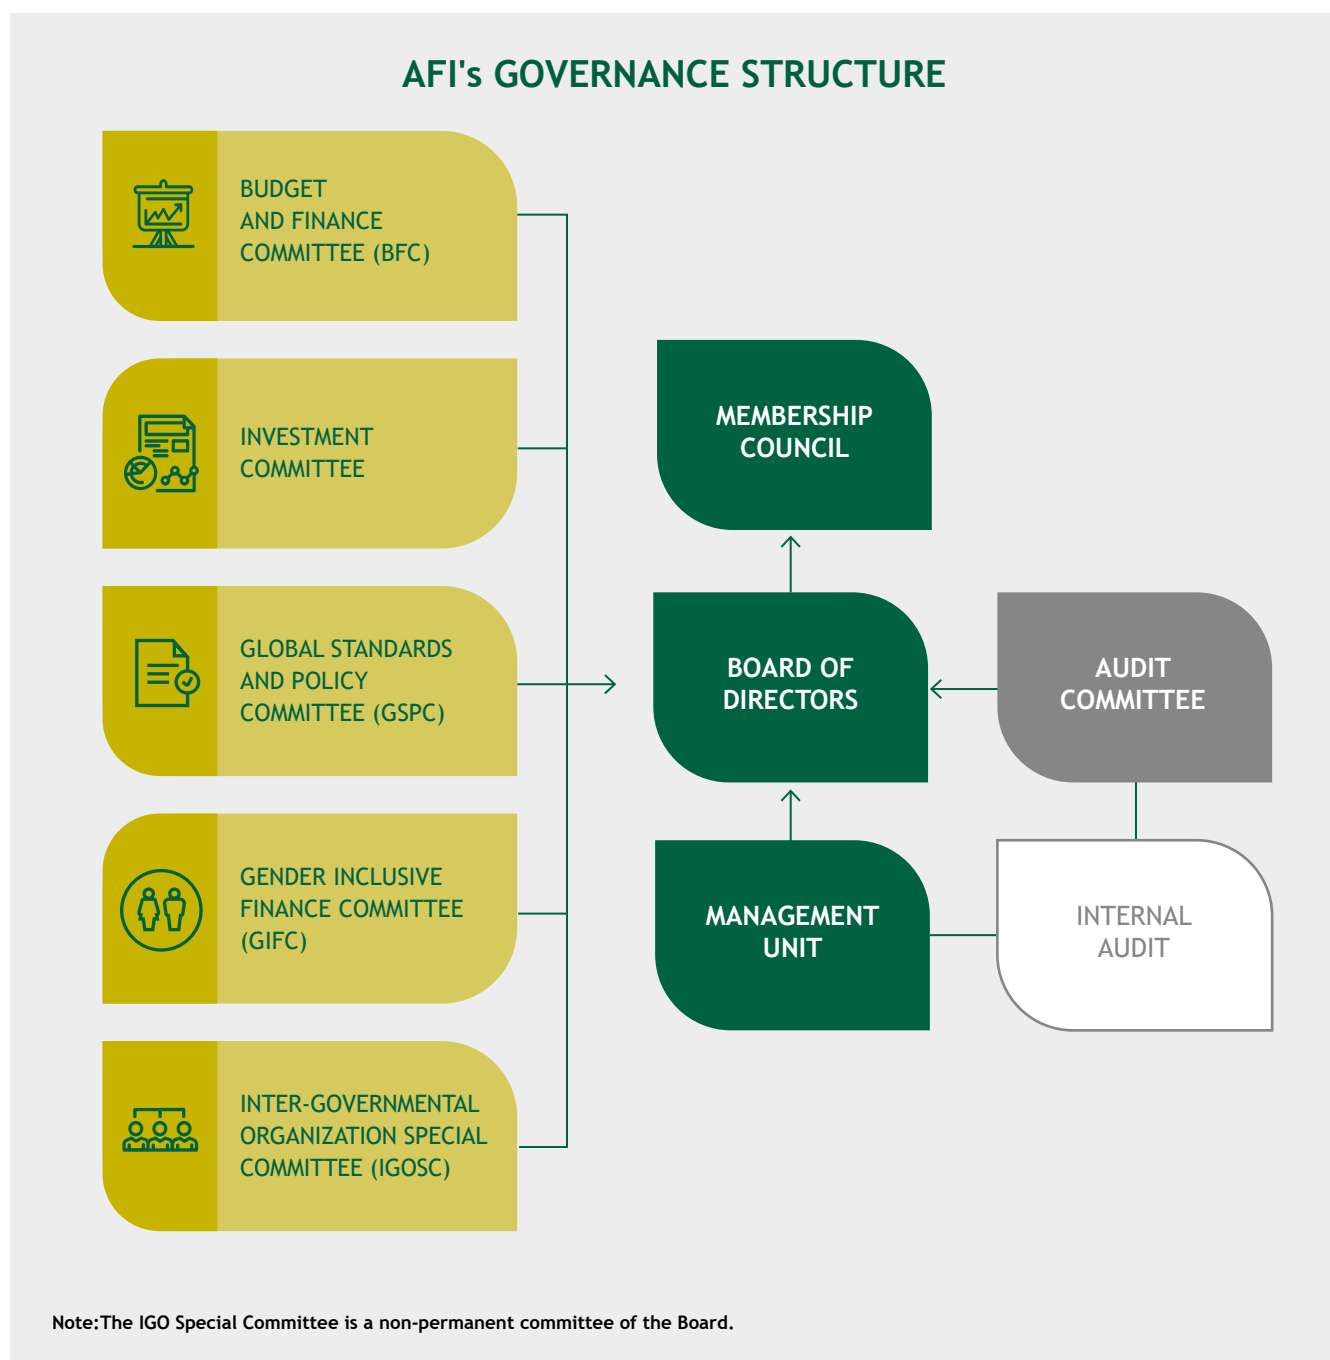 AFI's GOVERNANCE STRUCTURE
BUDGET
AND FINANCE
COMMITTEE (BFC)
INVESTMENT
COMMITTEE
GLOBAL STANDARDS
AND POLICY
COMMITTEE (GSPC)
GENDER INCLUSIVE
FINANCE COMMITTEE
(GIFC)
INTER-GOVERNMENTAL
ORGANIZATION SPECIAL
COMMITTEE (IGOSC)
MEMBERSHIP
COUNCIL
BOARD OF
DIRECTORS
AUDIT
COMMITTEE
MANAGEMENT
UNIT
INTERNAL
AUDIT
Note:The IGO Special Committee is a non-permanent committee of the Board.